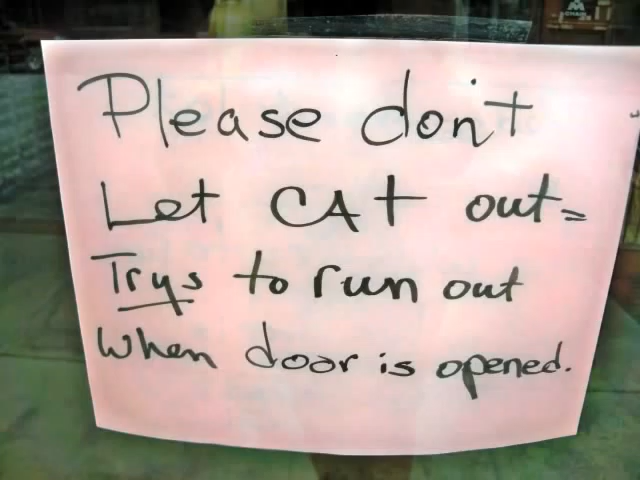 Please don't
Let CAt out =
Trys to run out
When door is opened.